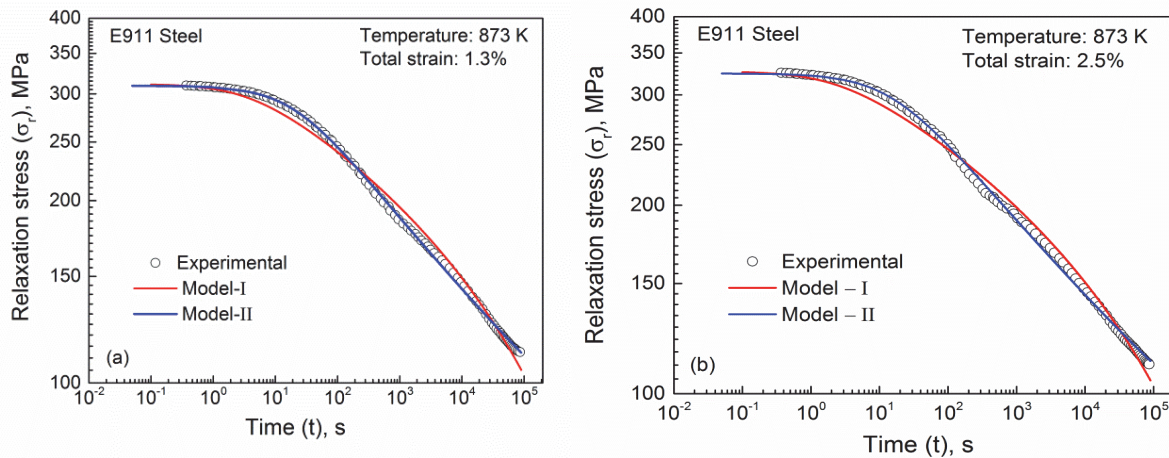 E911 Steel
Temperature: 873 K
Total strain: 1.3%
400
300
250
200
150
100
Relaxation stress (σr), MPa
Experimental
Model-I
Model-II
(a)
10-2 10-1 100 101 102 103 104 105
Time (t), s
E911 Steel
Temperature: 873 K
Total strain: 2.5%
400
300
250
200
150
100
Relaxation stress (σr), MPa
Experimental
Model – I
Model – II
(b)
10-2 10-1 100 101 102 103 104 105
Time (t), s